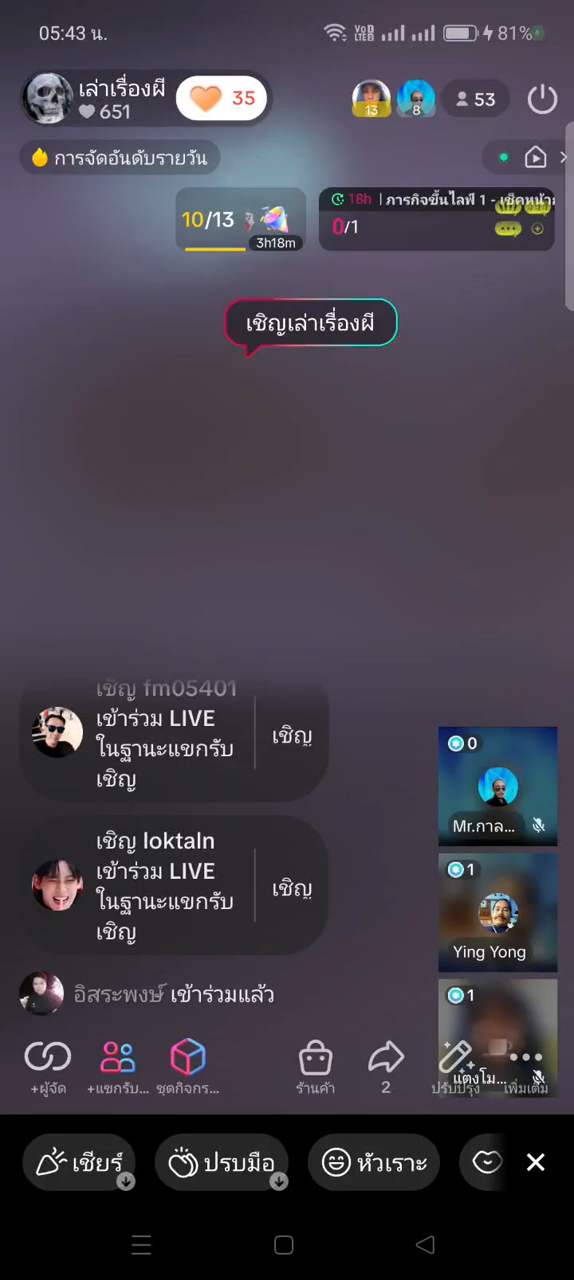 05:43 น.
VoD LTEB
81%
เล่าเรื่องผี
651
35
13
8
53
การจัดอันดับรายวัน
10/13
3h18m
18h | ภารกิจขึ้นไลฟ์ 1 -
0/1
เชิญเล่าเรื่องผี
เชิญ fm05401
เข้าร่วม LIVE
ในฐานะแขกรับ
เชิญ
เชิญ
เชิญ loktaln
เข้าร่วม LIVE
ในฐานะแขกรับ
เชิญ
เชิญ
อิสระพงษ์ เข้าร่วมแล้ว
0
Mr.กาล...
1
Ying Yong
1
แตงโม...
+ผู้จัด
+แขกรับ...
ชุดกิจกร...
ร้านค้า
2
ปรับปรุง
เพิ่มเติม
เชียร์
ปรบมือ
หัวเราะ